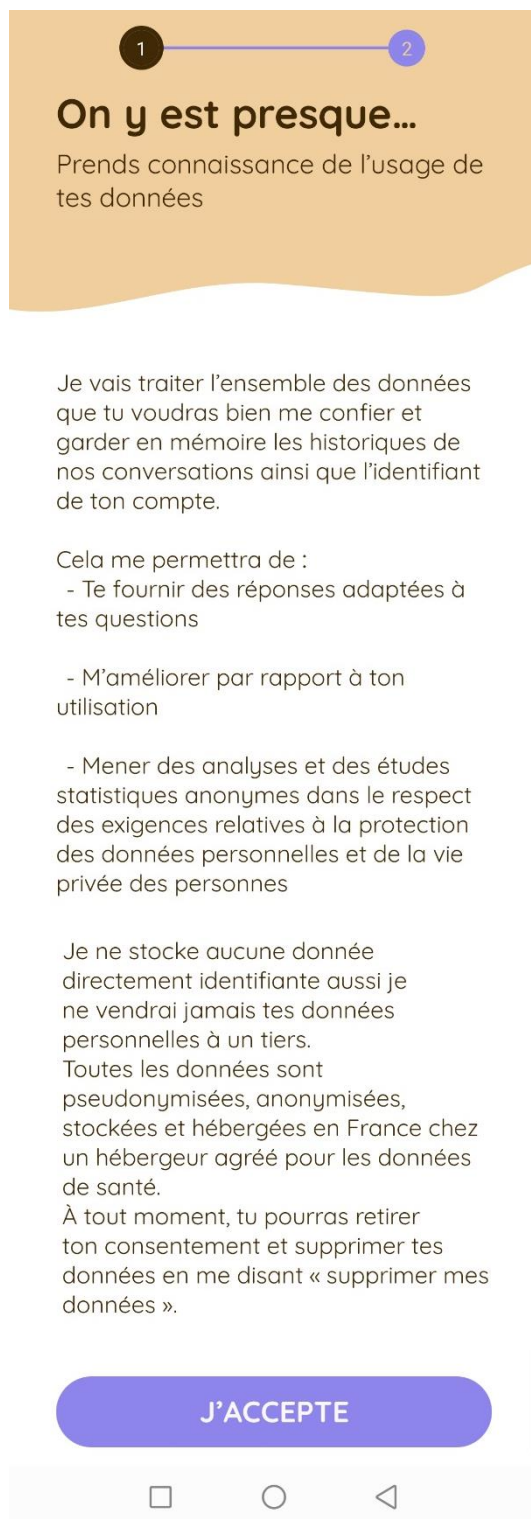 1
2
On y est presque...
Prends connaissance de l'usage de
tes données
Je vais traiter l'ensemble des données
que tu voudras bien me confier et
garder en mémoire les historiques de
nos conversations ainsi que l'identifiant
de ton compte.
Cela me permettra de :
- Te fournir des réponses adaptées à
tes questions
- M'améliorer par rapport à ton
utilisation
- Mener des analyses et des études
statistiques anonymes dans le respect
des exigences relatives à la protection
des données personnelles et de la vie
privée des personnes
Je ne stocke aucune donnée
directement identifiante aussi je
ne vendrai jamais tes données
personnelles à un tiers.
Toutes les données sont
pseudonymisées, anonymisées,
stockées et hébergées en France chez
un hébergeur agréé pour les données
de santé.
À tout moment, tu pourras retirer
ton consentement et supprimer tes
données en me disant « supprimer mes
données ».
J'ACCEPTE